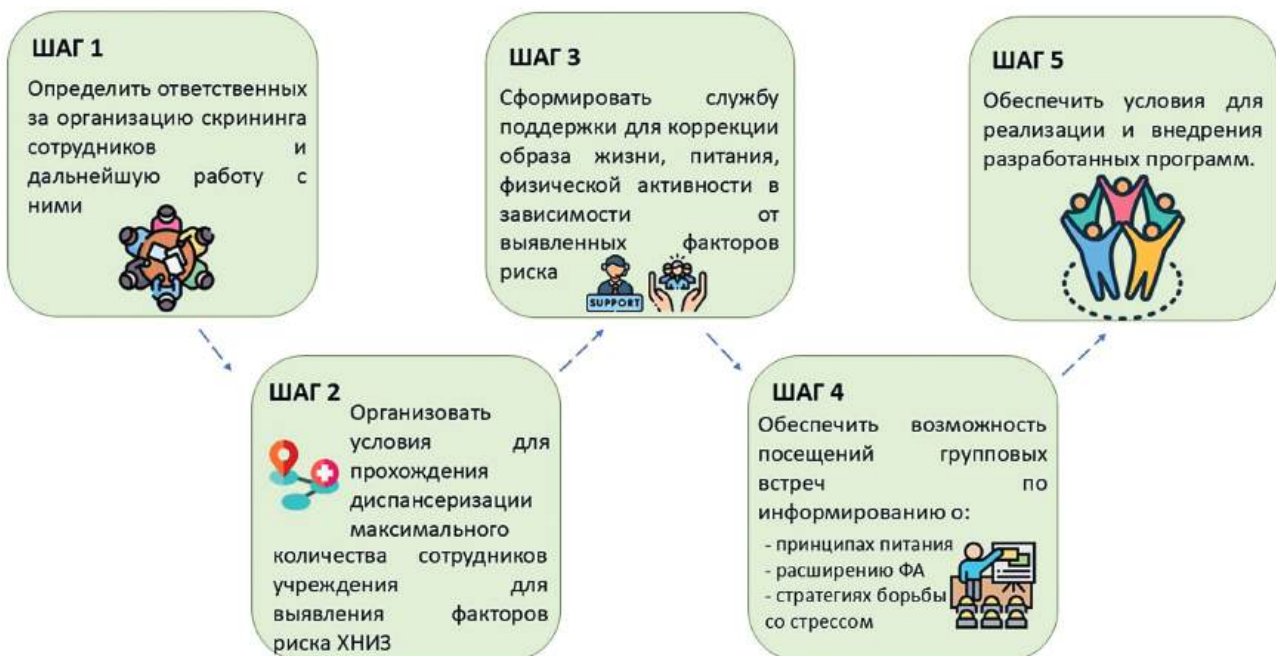 ШАГ 1
Определить ответственных
за организацию скрининга
сотрудников и
дальнейшую работу с
ними
ШАГ 2
Организовать
условия для
прохождения
диспансеризации
максимального
количества сотрудников
учреждения для
выявления факторов
риска ХНИЗ
ШАГ 3
Сформировать службу
поддержки для коррекции
образа жизни, питания,
физической активности в
зависимости от
выявленных факторов
риска
SUPPORT
ШАГ 4
Обеспечить возможность
посещений групповых
встреч по
информированию о:
- принципах питания
- расширению ФА
- стратегиях борьбы
со стрессом
ШАГ 5
Обеспечить условия для
реализации и внедрения
разработанных программ.